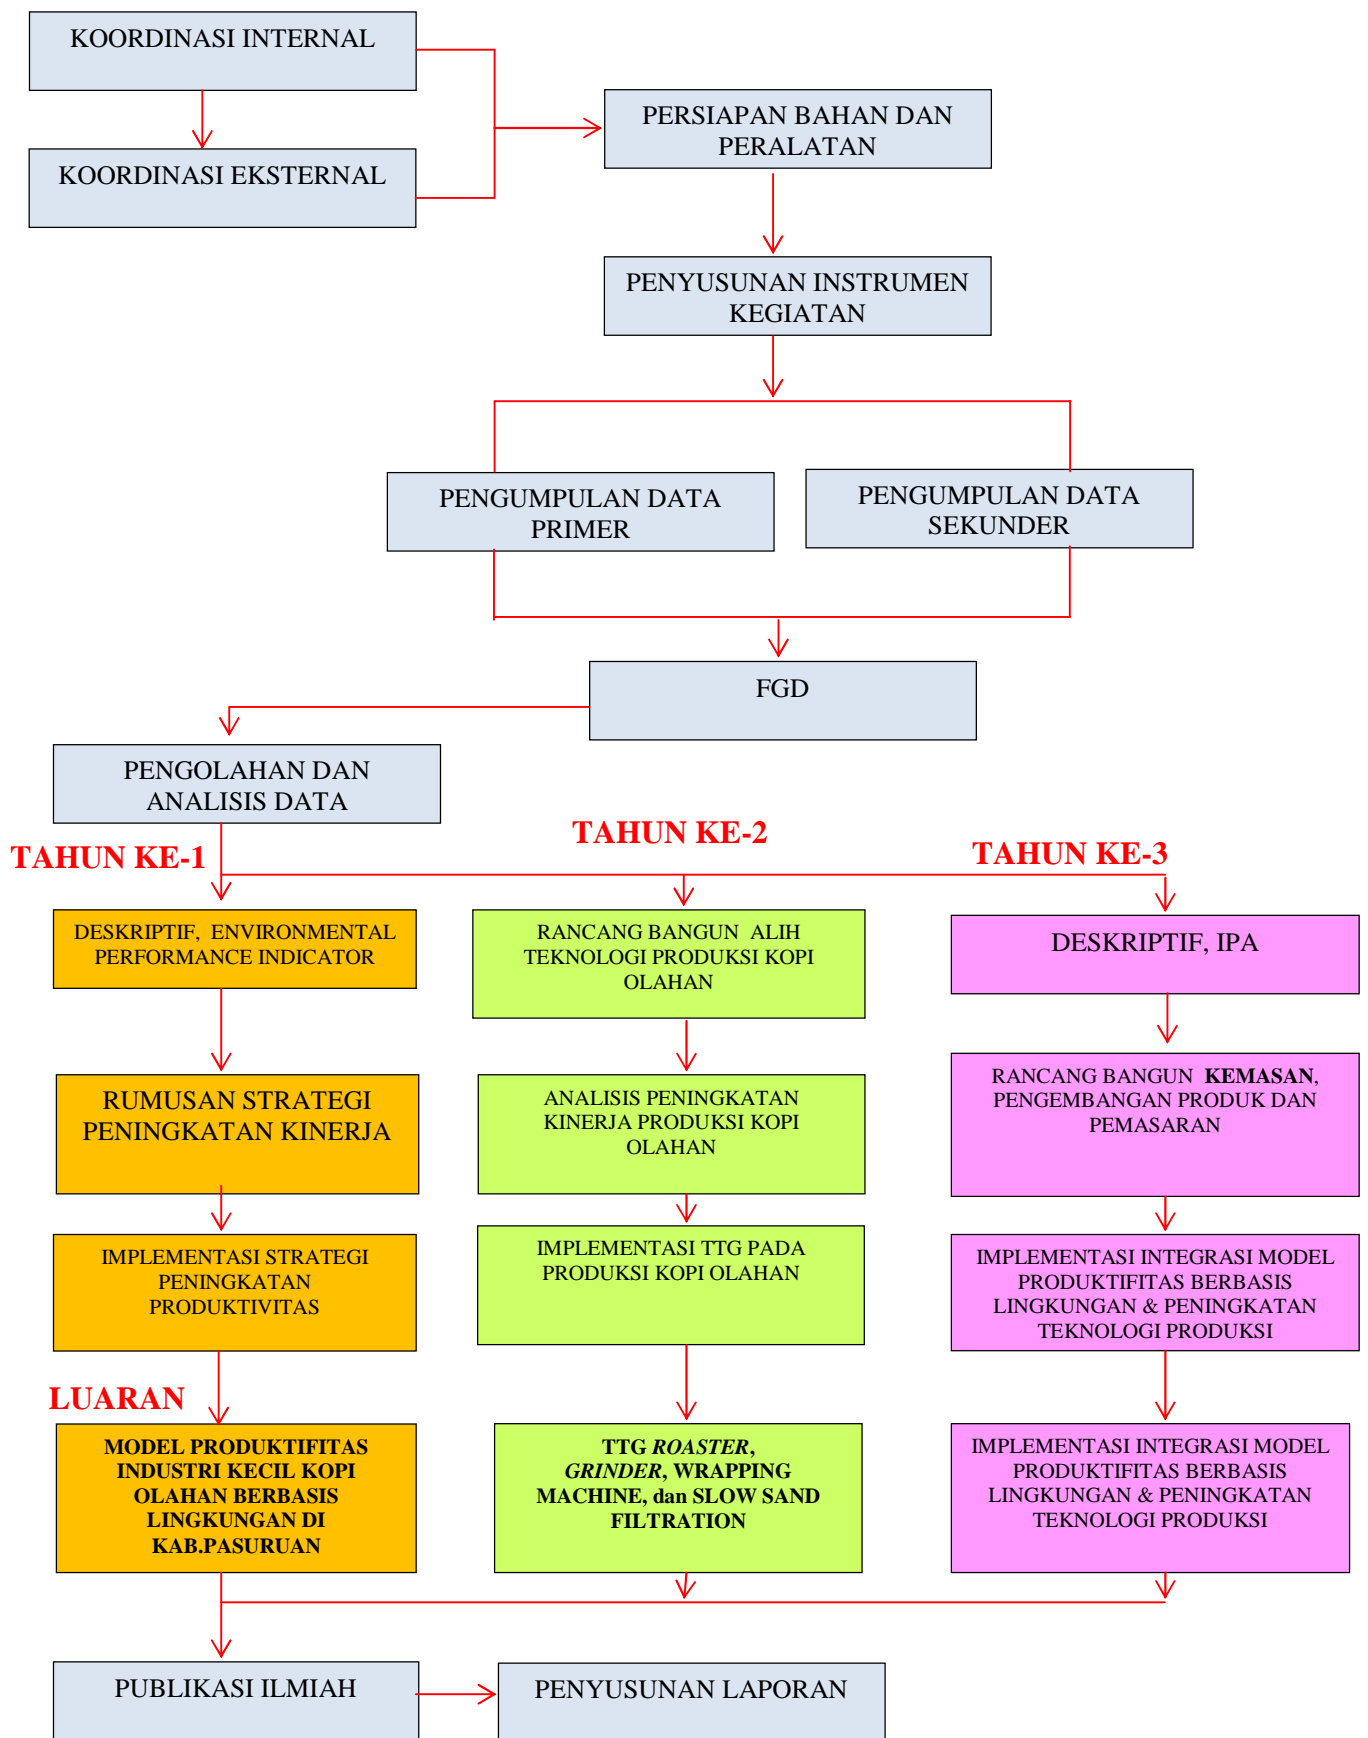 KOORDINASI INTERNAL
KOORDINASI EKSTERNAL
PERSIAPAN BAHAN DAN
PERALATAN
PENYUSUNAN INSTRUMEN
KEGIATAN
PENGUMPULAN DATA
PRIMER
PENGUMPULAN DATA
SEKUNDER
FGD
PENGOLAHAN DAN
ANALISIS DATA
TAHUN KE-1
TAHUN KE-2
TAHUN KE-3
DESKRIPTIF, ENVIRONMENTAL
PERFORMANCE INDICATOR
RANCANG BANGUN ALIH
TEKNOLOGI PRODUKSI KOPI
OLAHAN
DESKRIPTIF, IPA
RUMUSAN STRATEGI
PENINGKATAN KINERJA
ANALISIS PENINGKATAN
KINERJA PRODUKSI KOPI
OLAHAN
RANCANG BANGUN KEMASAN,
PENGEMBANGAN PRODUK DAN
PEMASARAN
IMPLEMENTASI STRATEGI
PENINGKATAN
PRODUKTIVITAS
IMPLEMENTASI TTG PADA
PRODUKSI KOPI OLAHAN
IMPLEMENTASI INTEGRASI MODEL
PRODUKTIFITAS BERBASIS
LINGKUNGAN & PENINGKATAN
TEKNOLOGI PRODUKSI
LUARAN
MODEL PRODUKTIFITAS
INDUSTRI KECIL KOPI
OLAHAN BERBASIS
LINGKUNGAN DI
KAB.PASURUAN
TTG ROASTER,
GRINDER, WRAPPING
MACHINE, dan SLOW SAND
FILTRATION
IMPLEMENTASI INTEGRASI MODEL
PRODUKTIFITAS BERBASIS
LINGKUNGAN & PENINGKATAN
TEKNOLOGI PRODUKSI
PUBLIKASI ILMIAH
PENYUSUNAN LAPORAN